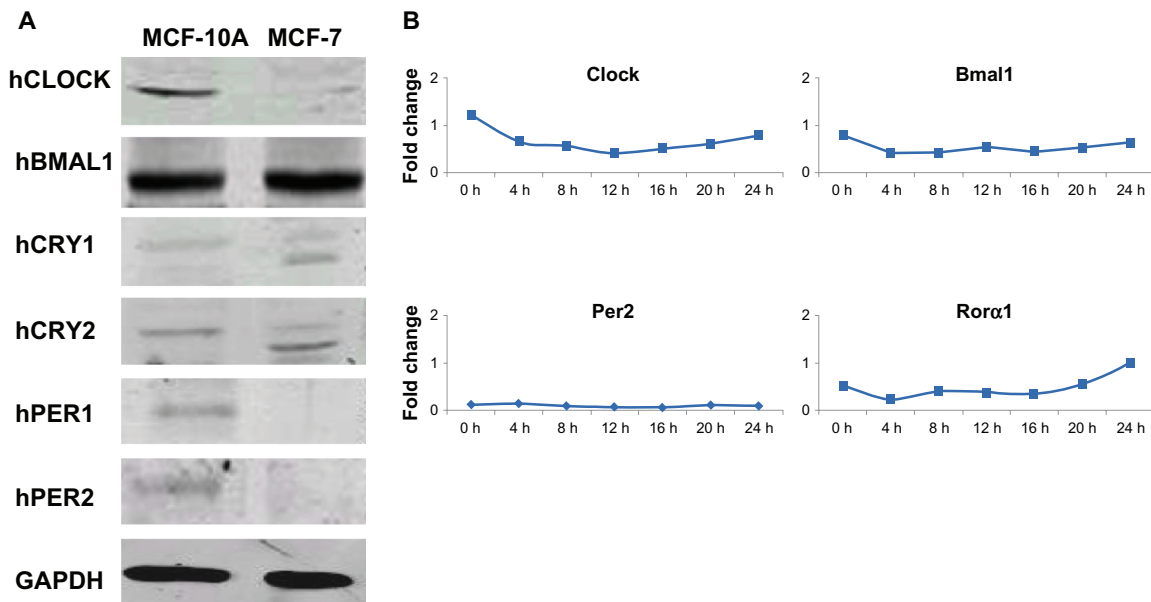 A
MCF-10A MCF-7
hCLOCK
hBMAL1
hCRY1
hCRY2
hPER1
hPER2
GAPDH
B
Clock
Fold change
2
1
0
0 h 4 h 8 h 12 h 16 h 20 h 24 h
Bmal1
2
1
0
0 h 4 h 8 h 12 h 16 h 20 h 24 h
Per2
Fold change
2
1
0
0 h 4 h 8 h 12 h 16 h 20 h 24 h
Rorα1
2
1
0
0 h 4 h 8 h 12 h 16 h 20 h 24 h